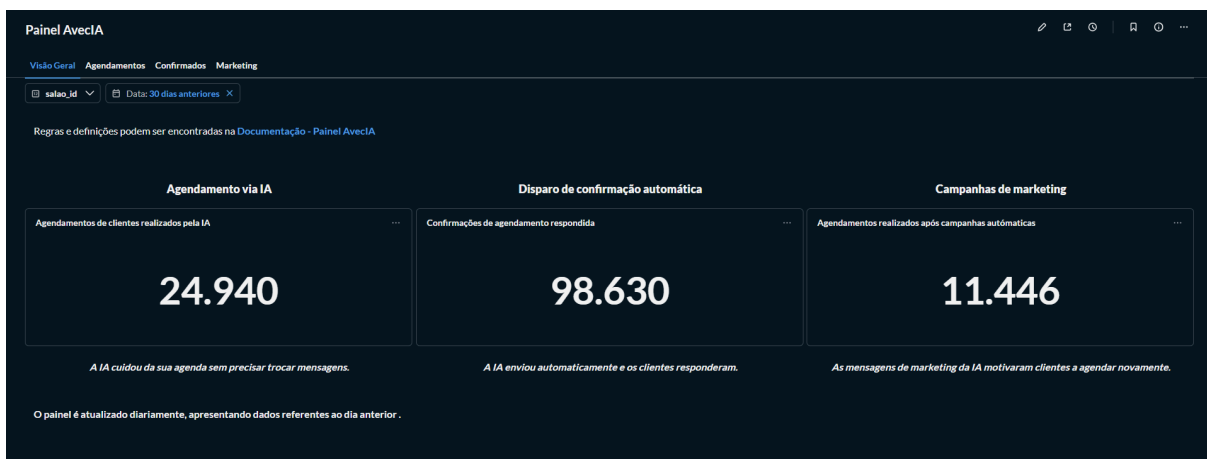 Painel AvecIA
Visão Geral Agendamentos Confirmados Marketing
salao_id Data: 30 dias anteriores
Regras e definições podem ser encontradas na Documentação - Painel AvecIA
Agendamento via IA
Disparo de confirmação automática
Campanhas de marketing
Agendamentos de clientes realizados pela IA
Confirmações de agendamento respondida
Agendamentos realizados após campanhas autómaticas
24.940
98.630
11.446
A IA cuidou da sua agenda sem precisar trocar mensagens.
A IA enviou automaticamente e os clientes responderam.
As mensagens de marketing da IA motivaram clientes a agendar novamente.
O painel é atualizado diariamente, apresentando dados referentes ao dia anterior .